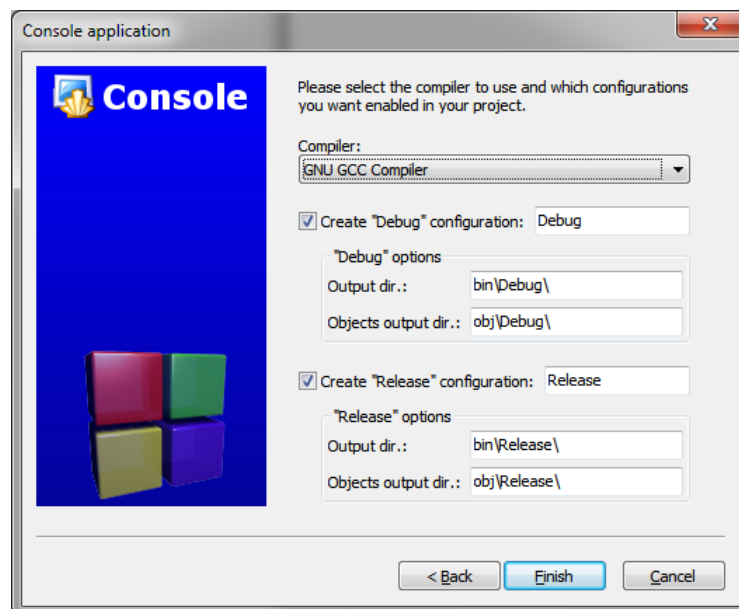 Console application
Console
Please select the compiler to use and which configurations
you want enabled in your project.
Compiler:
GNU GCC Compiler
Create "Debug" configuration: Debug
"Debug" options
Output dir.: bin\Debug\
Objects output dir.: obj\Debug\
Create "Release" configuration: Release
"Release" options
Output dir.: bin\Release\
Objects output dir.: obj\Release\
< Back Finish Cancel